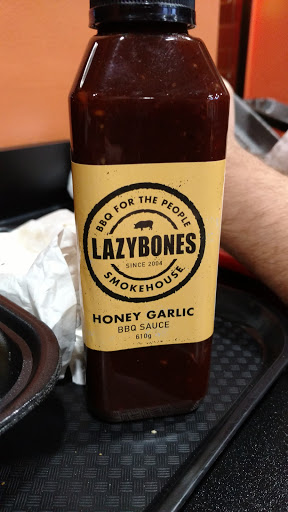 BBQ FOR THE PEOPLE
LAZYBONES
SINCE 2004
SMOKEHOUSE
HONEY GARLIC
BBQ SAUCE
610g